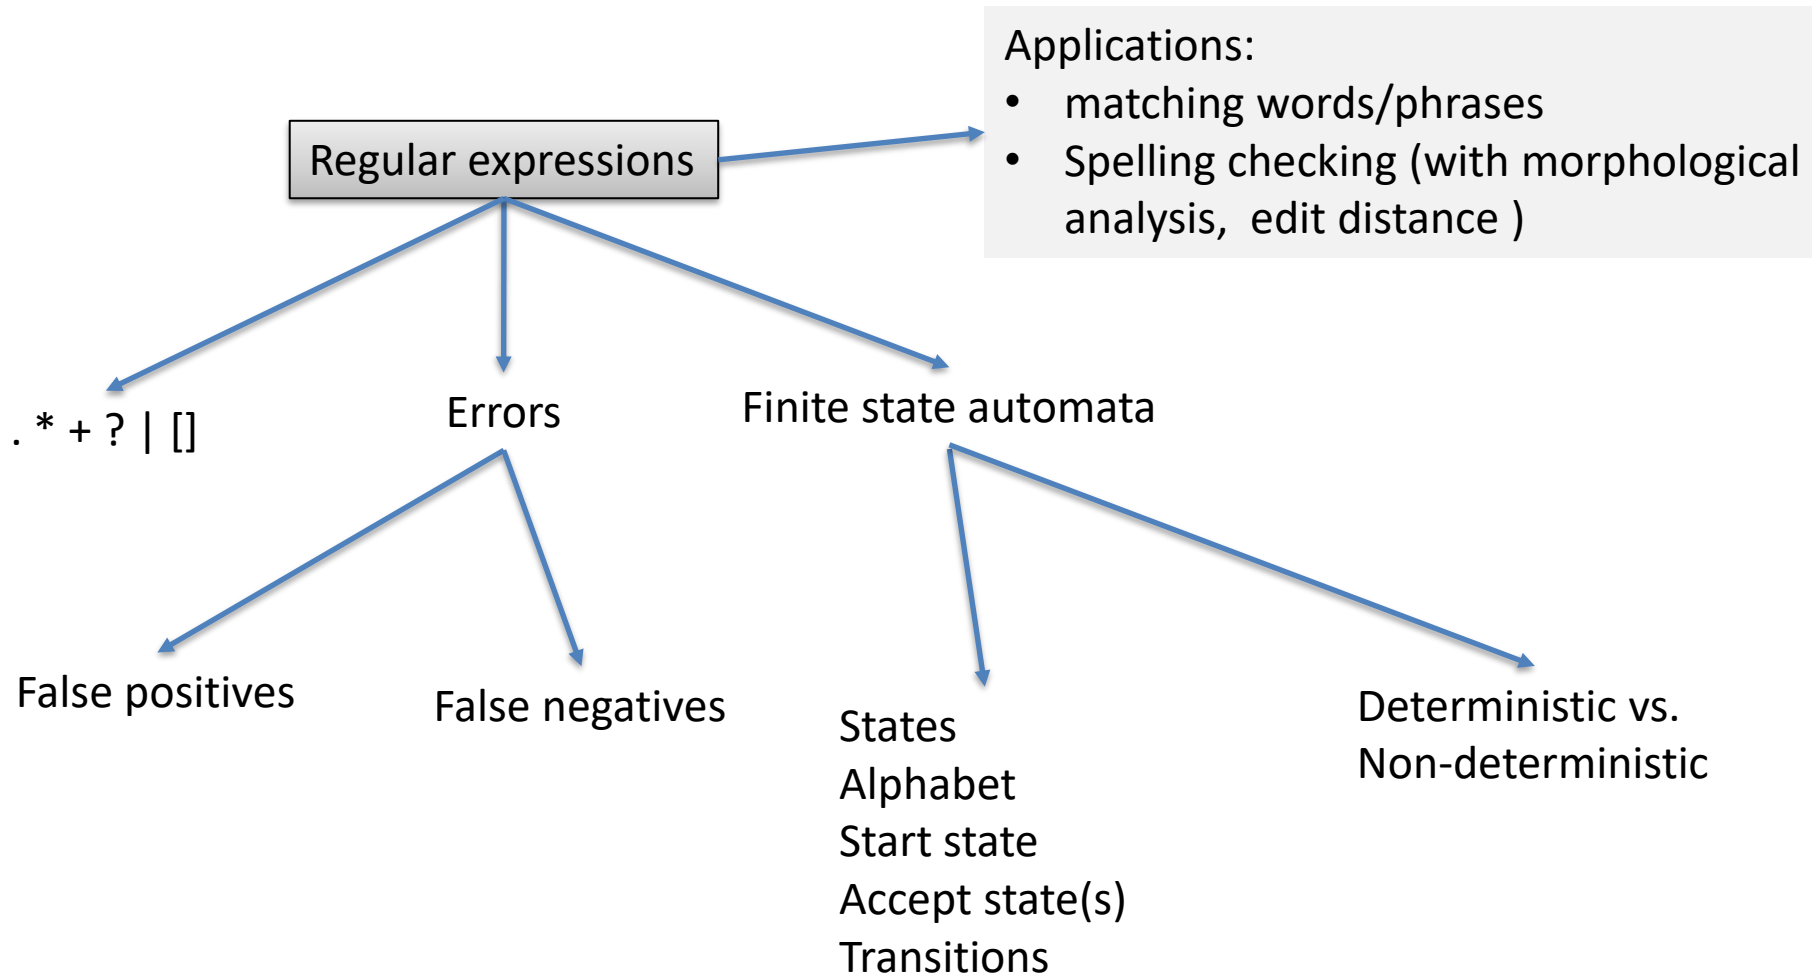 Applications:
• matching words/phrases
• Spelling checking (with morphological
analysis, edit distance )
Regular expressions
. * + ? | []
Errors
Finite state automata
False positives
False negatives
States
Alphabet
Start state
Accept state(s)
Transitions
Deterministic vs.
Non-deterministic